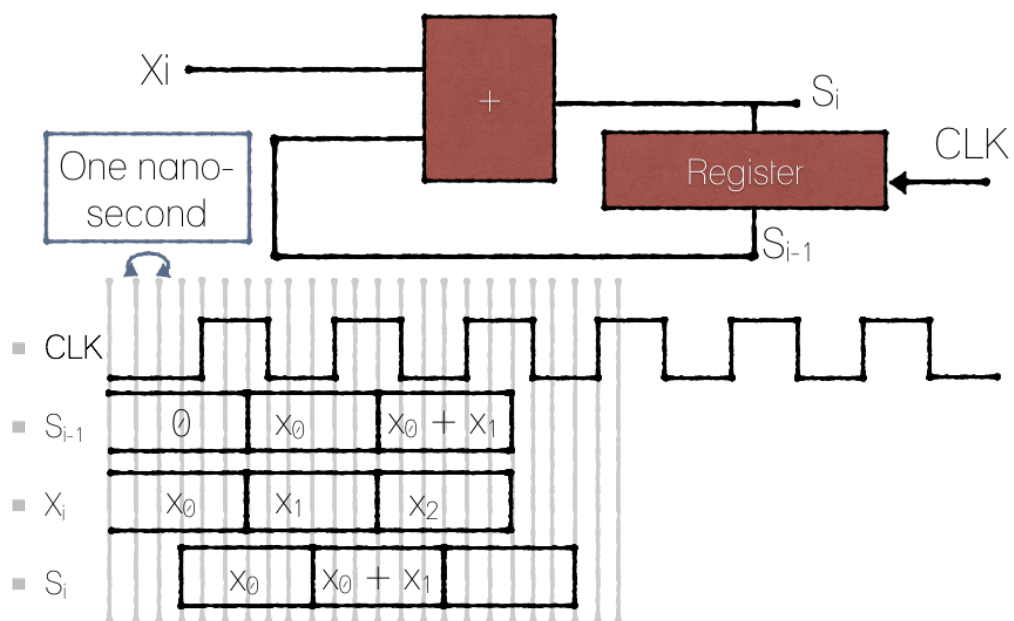 Xi
+
Sᵢ
One nano-
second
Register
CLK
Sᵢ₋₁
CLK
Sᵢ₋₁
0
x₀
x₀ + x₁
Xᵢ
x₀
x₁
x₂
Sᵢ
x₀
x₀ + x₁